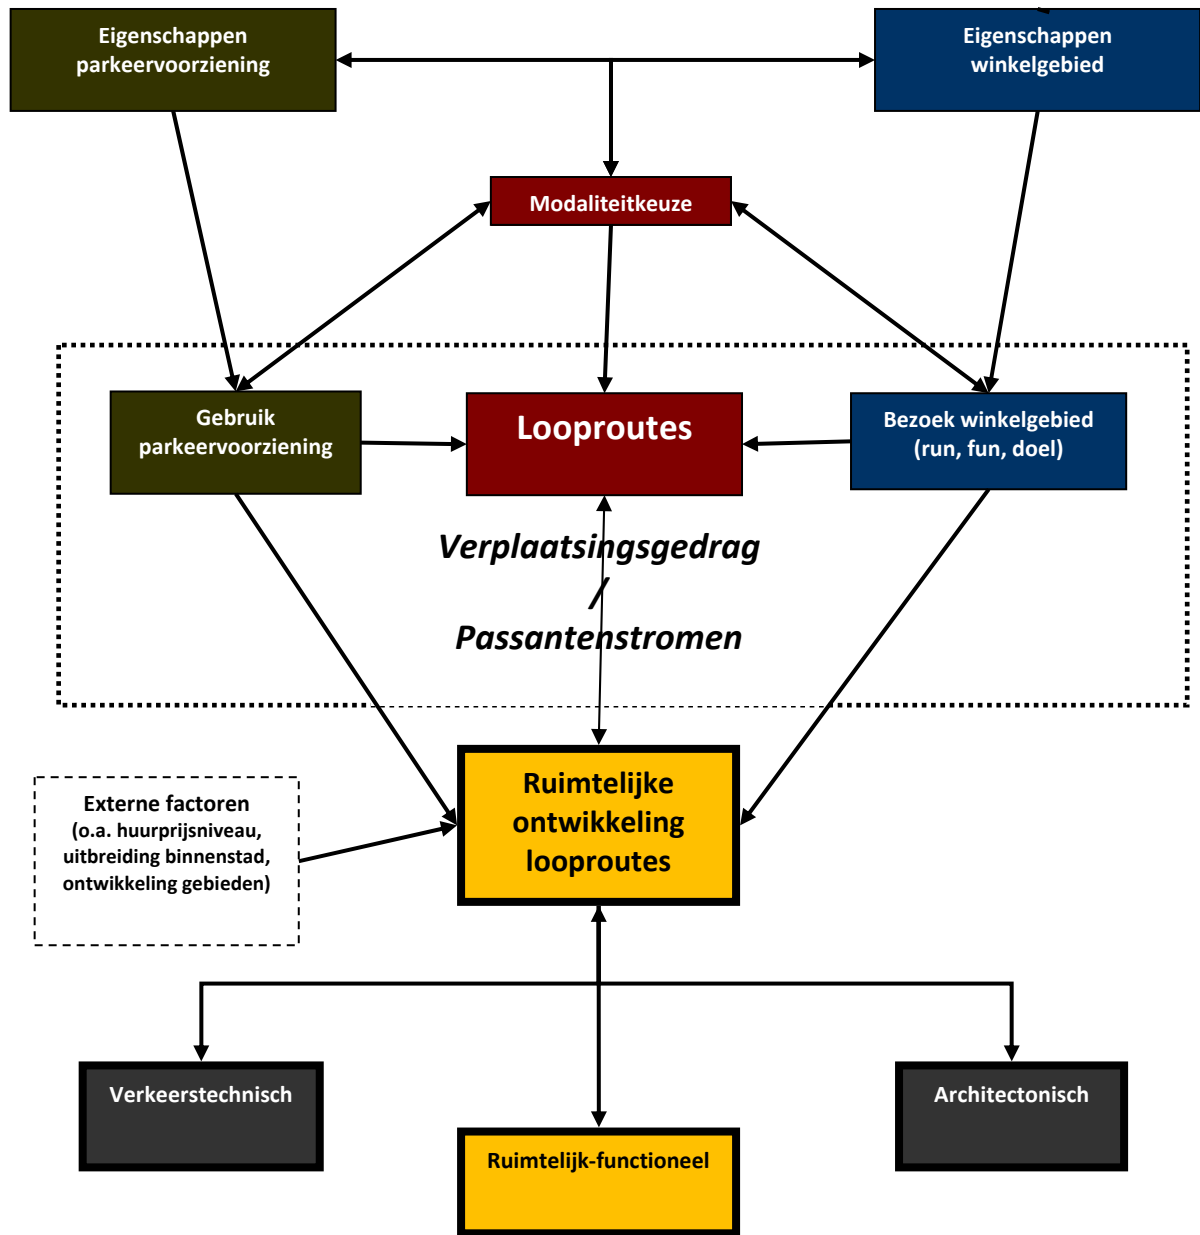 Eigenschappen
parkeervoorziening
Eigenschappen
winkelgebied
Modaliteitkeuze
Gebruik
parkeervoorziening
Looproutes
Bezoek winkelgebied
(run, fun, doel)
Verplaatsingsgedrag
/
Passantenstromen
Externe factoren
(o.a. huurprijsniveau,
uitbreiding binnenstad,
ontwikkeling gebieden)
Ruimtelijke
ontwikkeling
looproutes
Verkeerstechnisch
Architectonisch
Ruimtelijk-functioneel